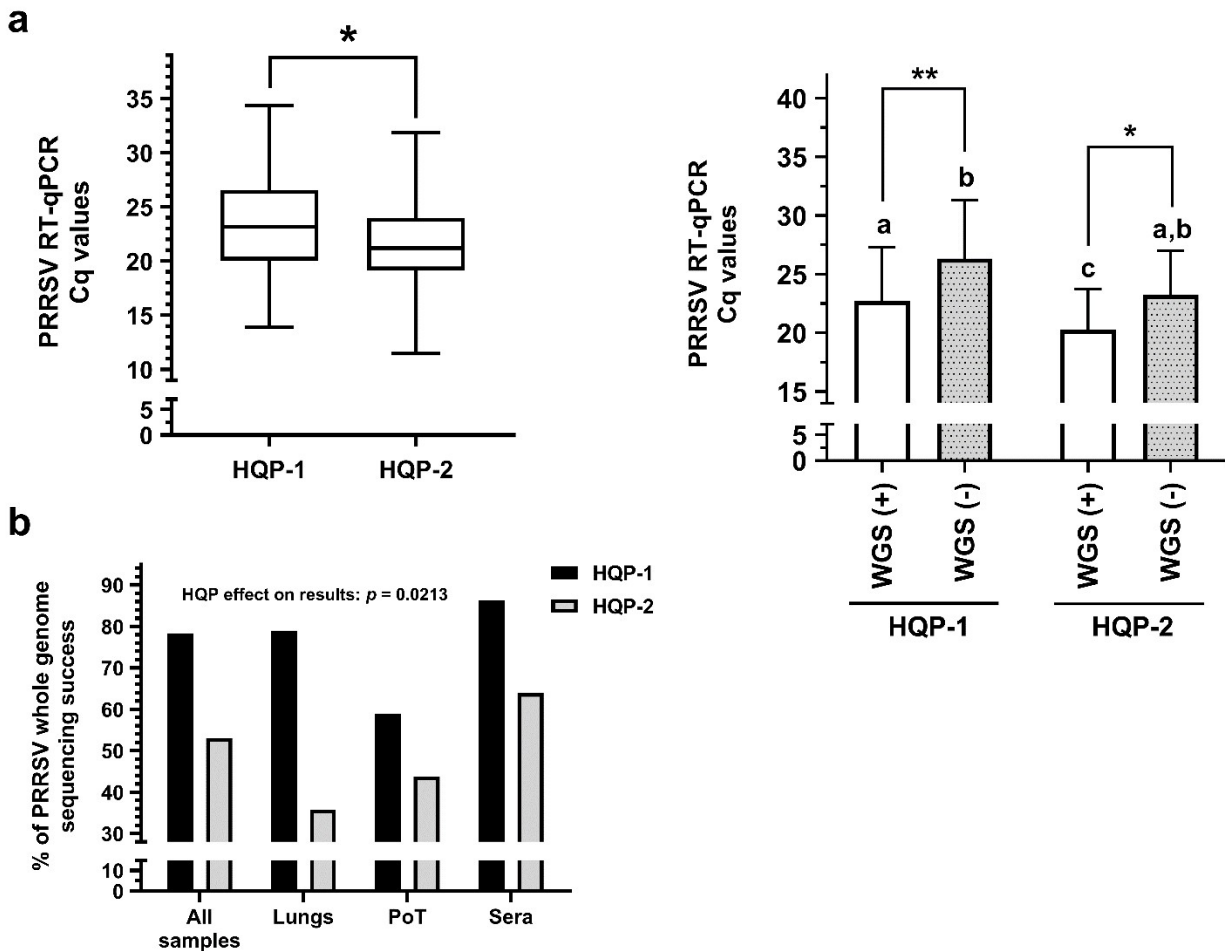 a
PRRSV RT-qPCR
Cq values
35
30
25
20
15
10
5
0
*
HQP-1
HQP-2
PRRSV RT-qPCR
Cq values
40
35
30
25
20
15
5
0
**
*
a
b
c
a,b
WGS (+)
WGS (-)
WGS (+)
WGS (-)
HQP-1
HQP-2
b
% of PRRSV whole genome
sequencing success
90
80
70
60
50
40
30
10
0
HQP effect on results: p = 0.0213
HQP-1
HQP-2
All
samples
Lungs
PoT
Sera